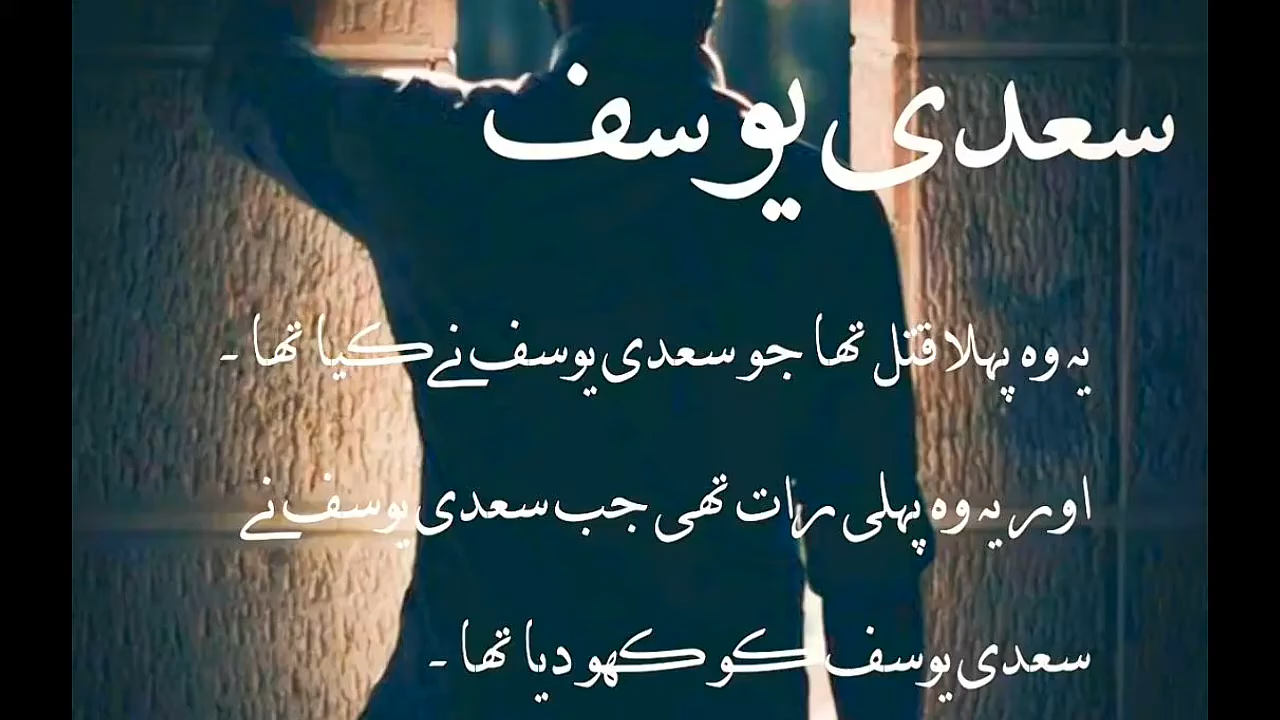 سعدی یوسف
یہ وہ پہلا قتل تھا جو سعدی یوسف نے کیا تھا ۔
اور یہ وہ پہلی رات تھی جب سعدی یوسف نے
سعدی یوسف کو کھو دیا تھا ۔